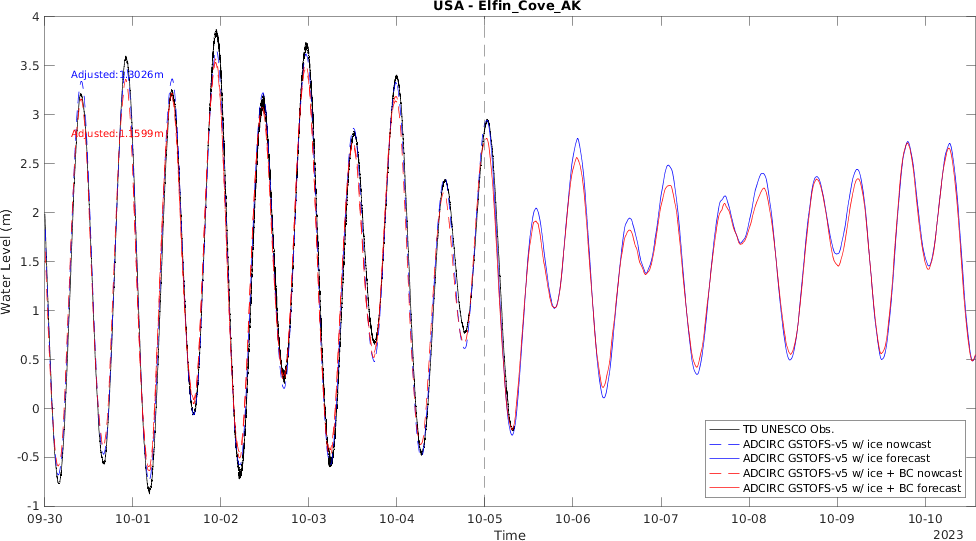 USA - Elfin_Cove_AK
4
3.5
3
2.5
2
1.5
1
0.5
0
-0.5
-1
Water Level (m)
Adjusted:1.3026m
Adjusted:1.1599m
TD UNESCO Obs.
ADCIRC GSTOFS-v5 w/ ice nowcast
ADCIRC GSTOFS-v5 w/ ice forecast
ADCIRC GSTOFS-v5 w/ ice + BC nowcast
ADCIRC GSTOFS-v5 w/ ice + BC forecast
09-30 10-01 10-02 10-03 10-04 10-05 10-06 10-07 10-08 10-09 10-10
Time
2023